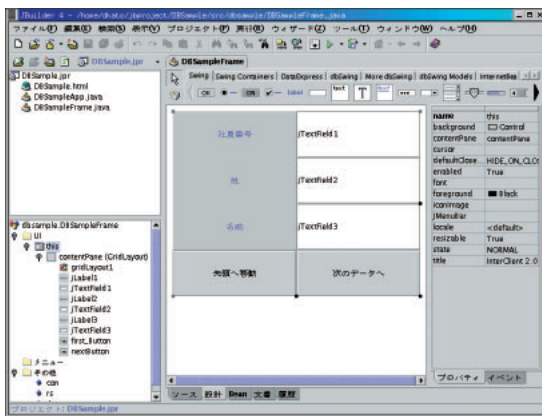 JBuilder 4 - /home/dkato/jbproject/DBSample/src/dbsample/DBSampleFrame.java
ファイル(F) 編集(E) 検索(S) 表示(V) プロジェクト(P) 実行(R) ウィザード(Z) ツール(T) ウィンドウ(W) ヘルプ(H)
DBSample.jpr
DBSampleFrame
DBSample.jpr
DBSample.html
DBSampleApp.java
DBSampleFrame.java
Swing Swing Containers DataExpress dbSwing More dbSwing dbSwing Models
OK
label
text
T
社員番号
jTextField1
姓
jTextField2
名前
jTextField3
先頭へ移動
次のデータへ
name this
background Control
contentPane contentPane
cursor
defaultClose... HIDE_ON_CLO
enabled True
font
foreground Black
iconImage
JMenuBar
locale <default>
resizable True
state NORMAL
title InterClient 2.0
プロパティ イベント
dbsample.DBSampleFrame
UI
this
contentPane (GridLayout)
gridLayout1
jLabel1
jTextField1
jLabel2
jTextField2
jLabel3
jTextField3
first_Button
nextButton
メニュー
その他
con
rs
ソース 設計 Bean 文書 履歴
プロジェクト: DBSample.jpr